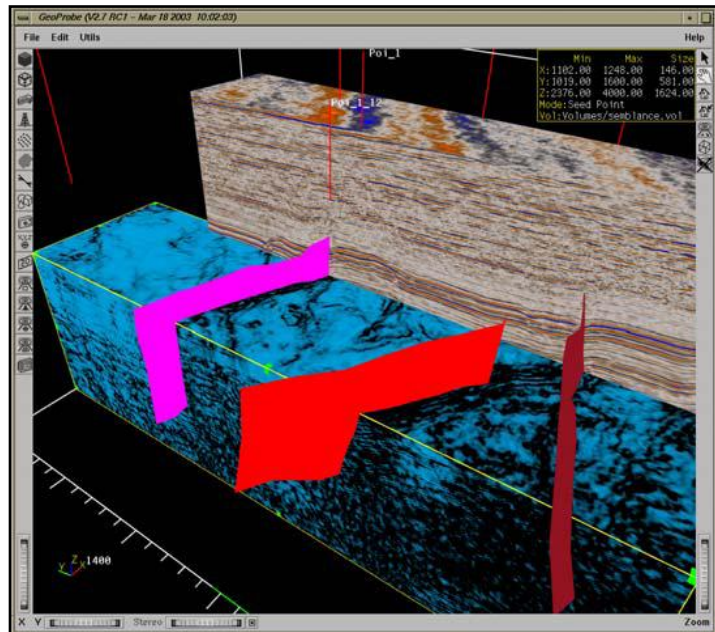 GeoProbe (V2.7 RC1 – Mar 18 2003 10:02:03)
File Edit Utils Help
Poi_1
Min Max Size
X:1102.00 1248.00 146.00
Y:1019.00 1600.00 581.00
Z:2376.00 4000.00 1624.00
Mode:Seed Point
Vol:Volumes/semblance.vol
Poi_1_12
Z
Y X 1400
X Y Stereo Zoom